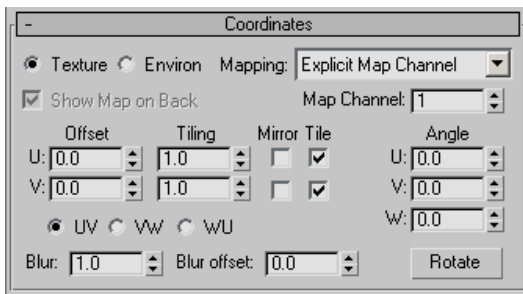 - Coordinates
Texture Environ Mapping: Explicit Map Channel
Show Map on Back Map Channel: 1
Offset Tiling Mirror Tile Angle
U: 0.0 1.0 U: 0.0
V: 0.0 1.0 V: 0.0
UV VW WU W: 0.0
Blur: 1.0 Blur offset: 0.0 Rotate